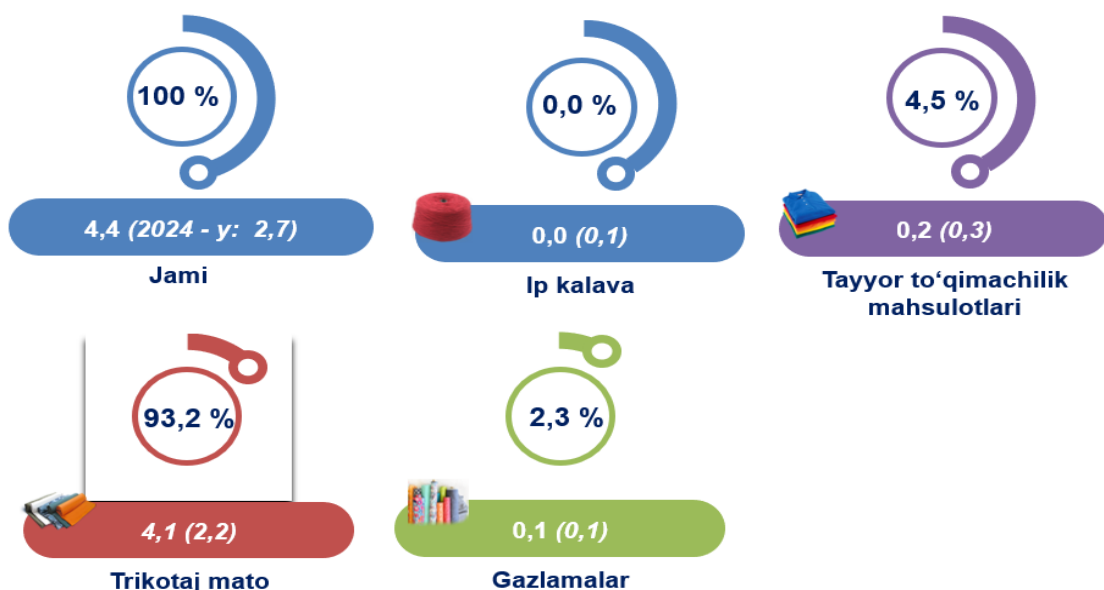 100 %
4,4 (2024 - y: 2,7)
Jami
0,0 %
0,0 (0,1)
Ip kalava
4,5 %
0,2 (0,3)
Tayyor to‘qimachilik
mahsulotlari
93,2 %
4,1 (2,2)
Trikotaj mato
2,3 %
0,1 (0,1)
Gazlamalar